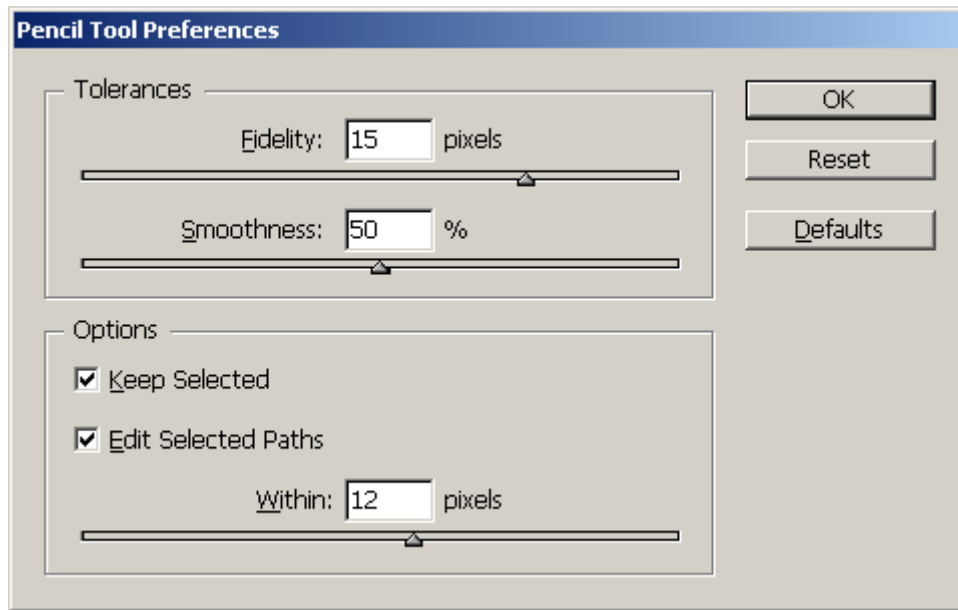 Pencil Tool Preferences
Tolerances
Fidelity: 15 pixels
Smoothness: 50 %
OK
Reset
Defaults
Options
Keep Selected
Edit Selected Paths
Within: 12 pixels